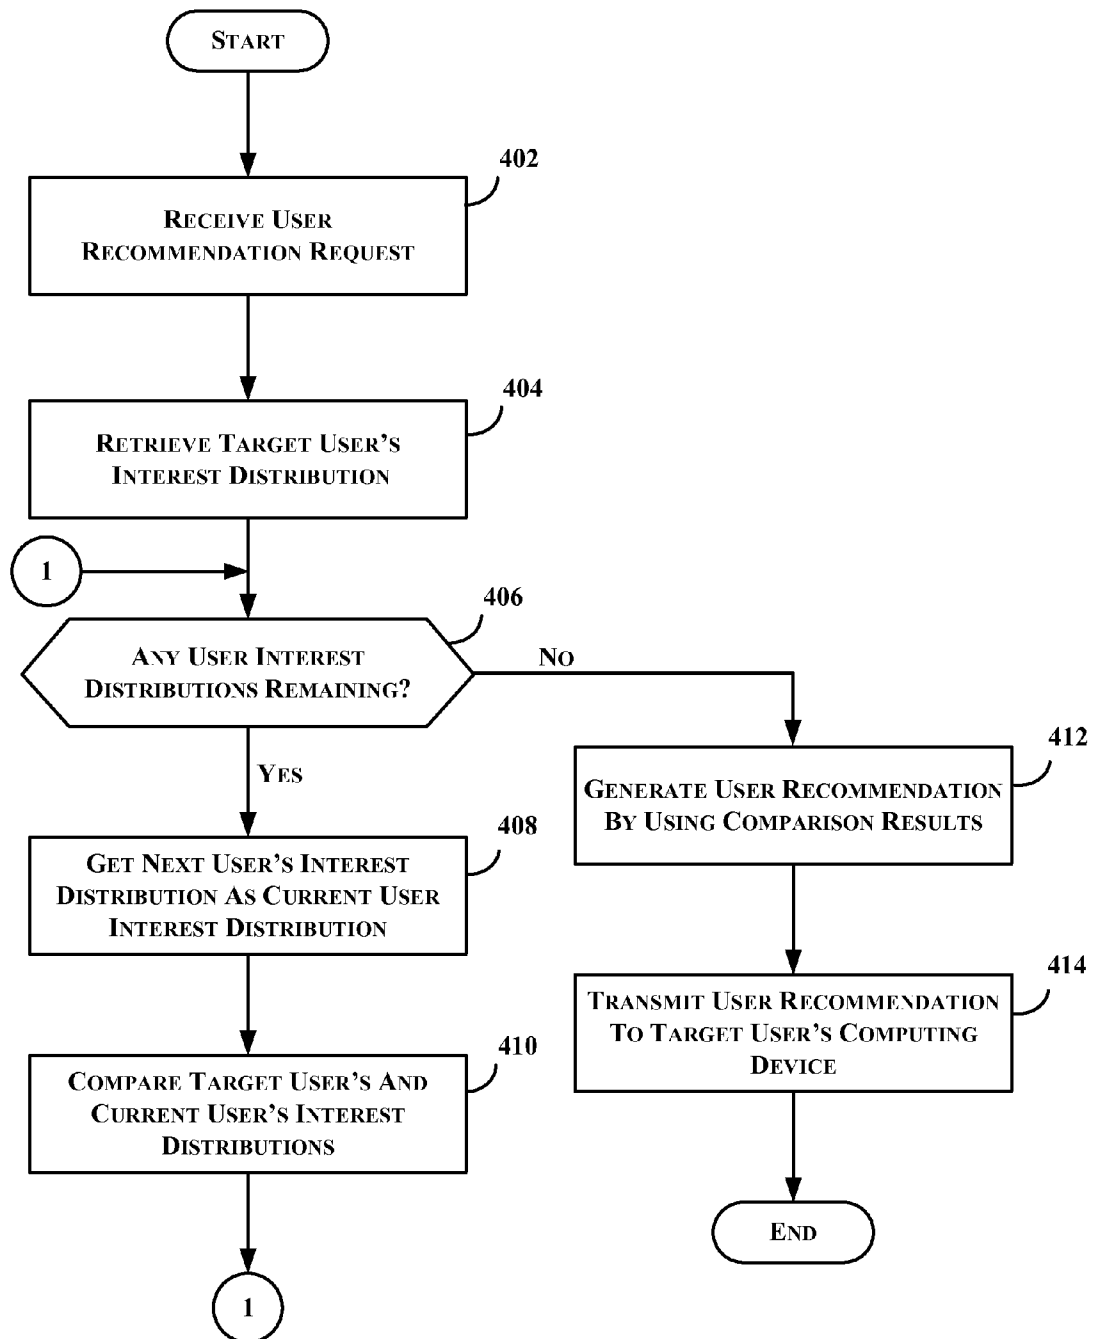 START
402
RECEIVE USER
RECOMMENDATION REQUEST
404
RETRIEVE TARGET USER'S
INTEREST DISTRIBUTION
1
406
ANY USER INTEREST
DISTRIBUTIONS REMAINING?
NO
YES
408
GET NEXT USER'S INTEREST
DISTRIBUTION AS CURRENT USER
INTEREST DISTRIBUTION
410
COMPARE TARGET USER'S AND
CURRENT USER'S INTEREST
DISTRIBUTIONS
1
412
GENERATE USER RECOMMENDATION
BY USING COMPARISON RESULTS
414
TRANSMIT USER RECOMMENDATION
TO TARGET USER'S COMPUTING
DEVICE
END